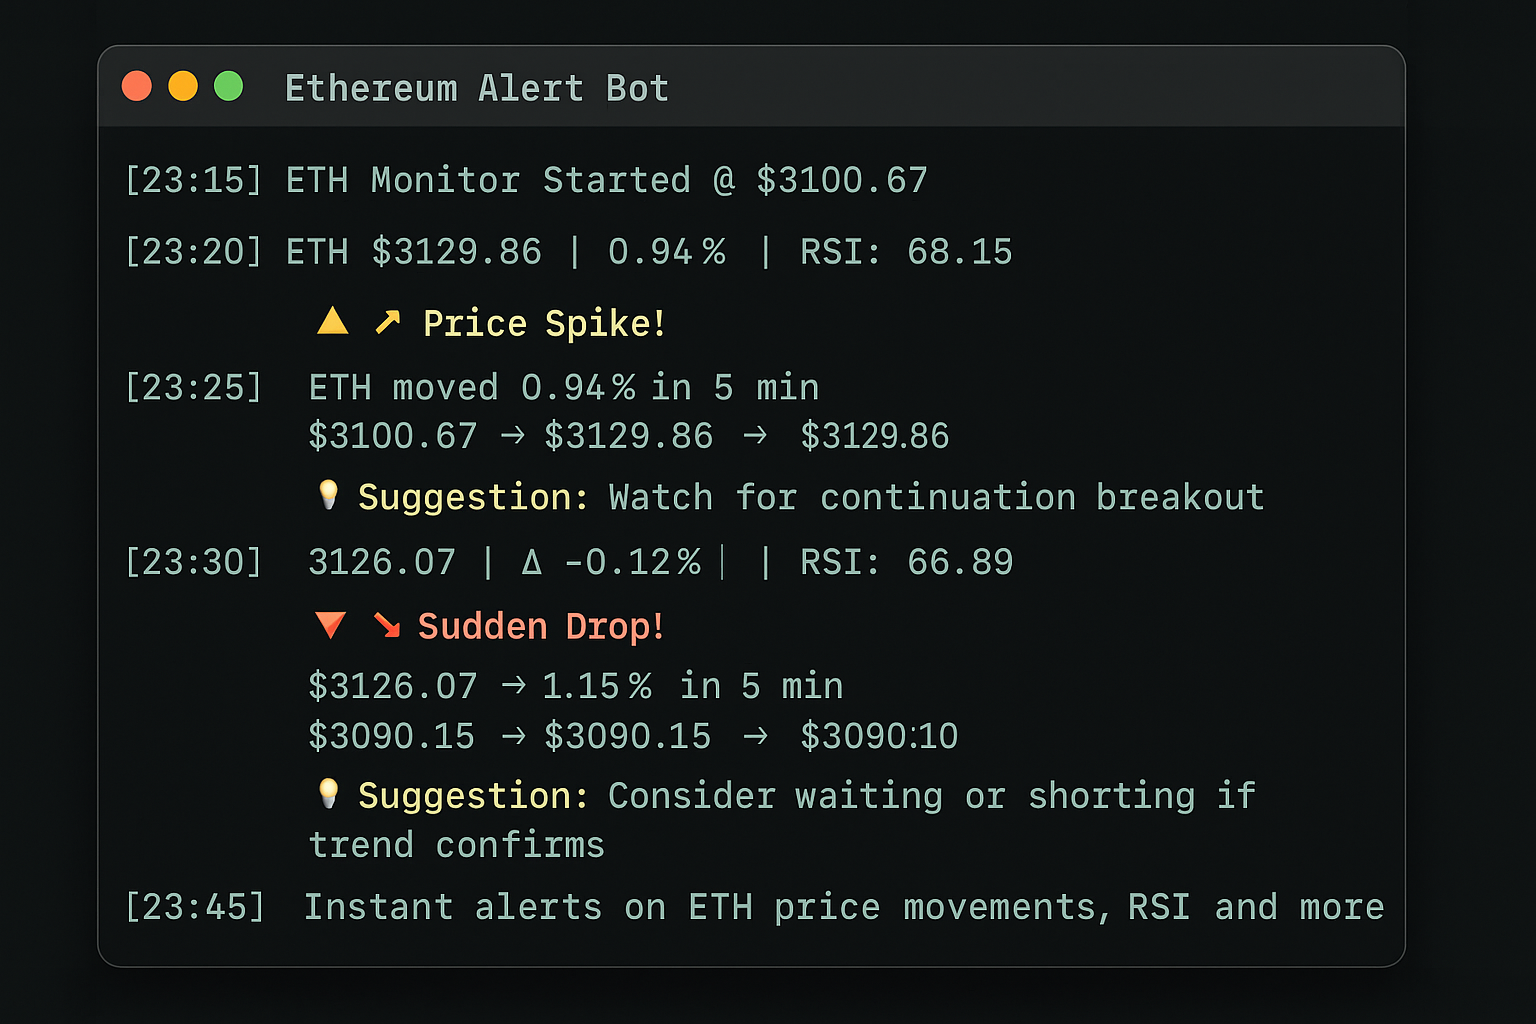 Ethereum Alert Bot
[23:15] ETH Monitor Started @ $3100.67
[23:20] ETH $3129.86 | 0.94% | RSI: 68.15
Price Spike!
[23:25] ETH moved 0.94% in 5 min
$3100.67 → $3129.86 → $3129.86
Suggestion: Watch for continuation breakout
[23:30] 3126.07 | Δ -0.12% | | RSI: 66.89
Sudden Drop!
$3126.07 → 1.15% in 5 min
$3090.15 → $3090.15 → $3090:10
Suggestion: Consider waiting or shorting if
trend confirms
[23:45] Instant alerts on ETH price movements, RSI and more